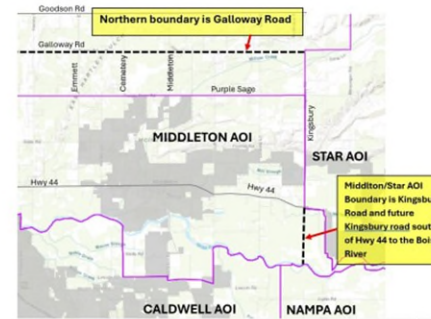 Goodson Rd
Northern boundary is Galloway Road
Galloway Rd
Emmett
Cemetery
Middleton
Purple Sage
Kingsbury
MIDDLETON AOI
STAR AOI
Hwy 44
Hwy 44
Middlton/Star AOI
Boundary is Kingsbu
Road and future
Kingsbury road sout
of Hwy 44 to the Bois
River
CALDWELL AOI
NAMPA AOI